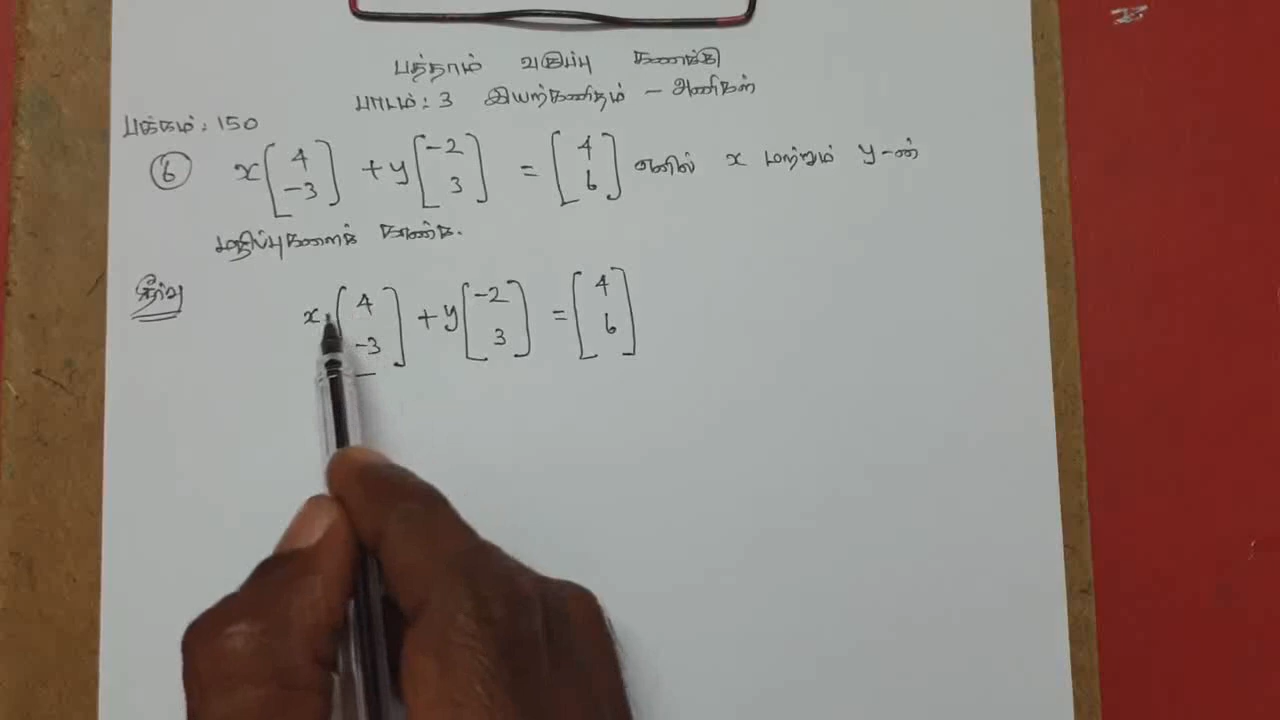 பத்தாம் வகுப்பு கணக்கு
பாடம் : 3 இயற்கணிதம் - அணிகள்
பக்கம் : 150
⑥ x[4 -3] + y[-2 3] = [4 6] எனில் x மற்றும் y-ன்
மதிப்புகளைக் காண்க.
தீர்வு x[4 -3] + y[-2 3] = [4 6]